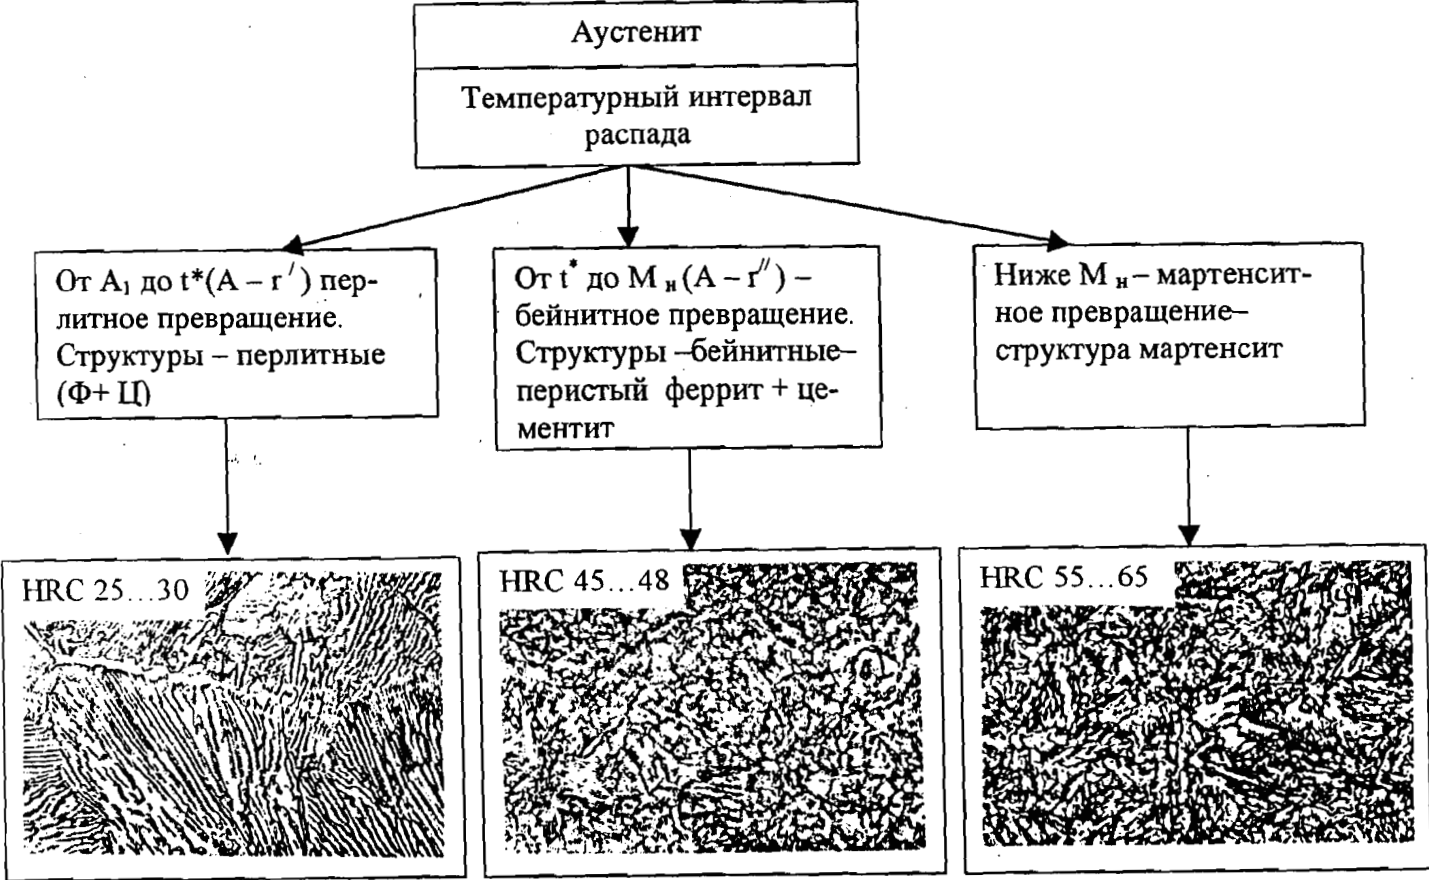 Аустенит
Температурный интервал
распада
От А₁ до t*(А – г′) пер-
литное превращение.
Структуры – перлитные
(Ф+ Ц)
От t* до М н (А – г″) –
бейнитное превращение.
Структуры –бейнитные–
перистый феррит + це-
ментит
Ниже М н – мартенсит-
ное превращение–
структура мартенсит
HRC 25...30
HRC 45...48
HRC 55...65